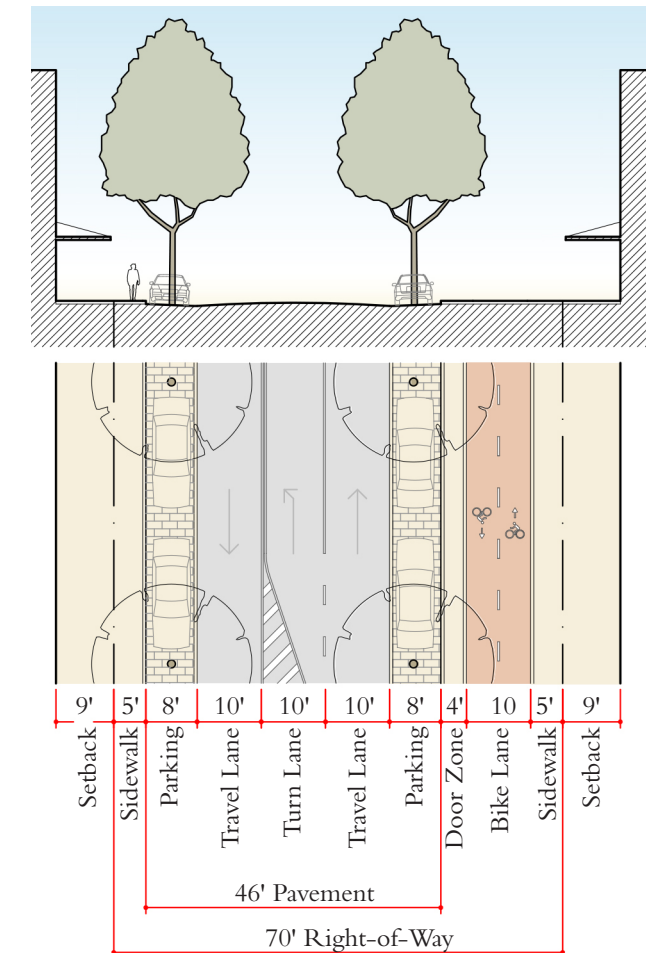 9' 5' 8' 10' 10' 10' 8' 4' 10 5' 9'
Setback
Sidewalk
Parking
Travel Lane
Turn Lane
Travel Lane
Parking
Door Zone
Bike Lane
Sidewalk
Setback
46' Pavement
70' Right-of-Way